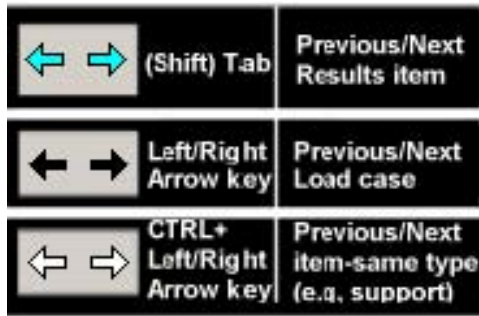 (Shift) Tab
Previous/Next
Results item
Left/Right
Arrow key
Previous/Next
Load case
CTRL+
Left/Right
Arrow key
Previous/Next
item-same type
(e.g, support)